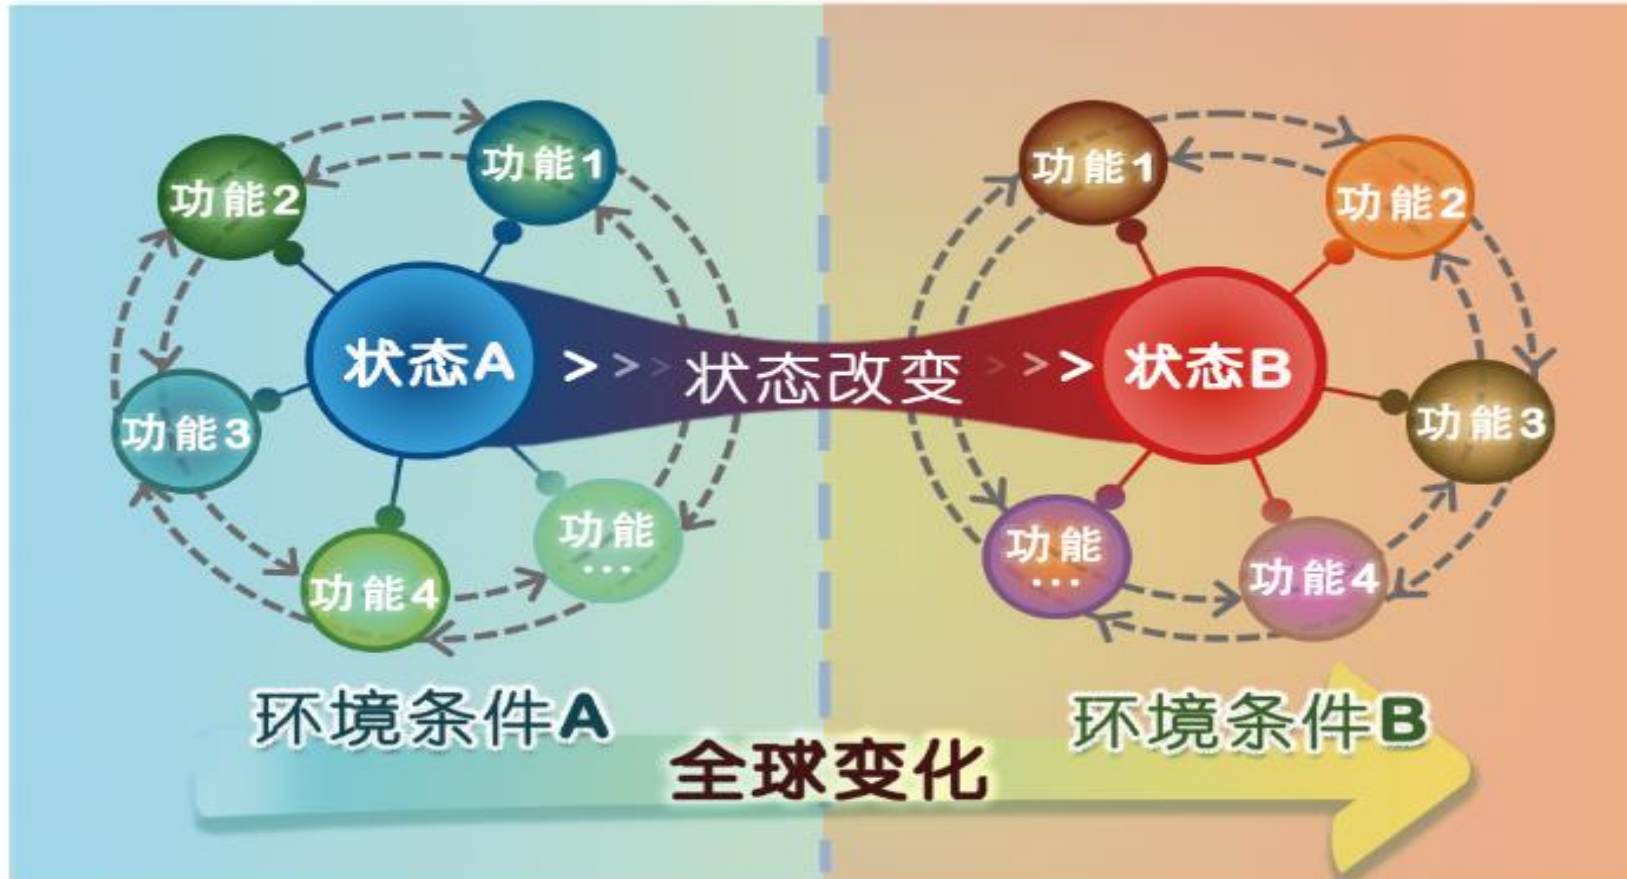 功能1
功能2
功能3
功能4
功能
...
状态A
> > >
状态改变
> > >
状态B
功能1
功能2
功能3
功能4
功能
...
环境条件A
环境条件B
全球变化